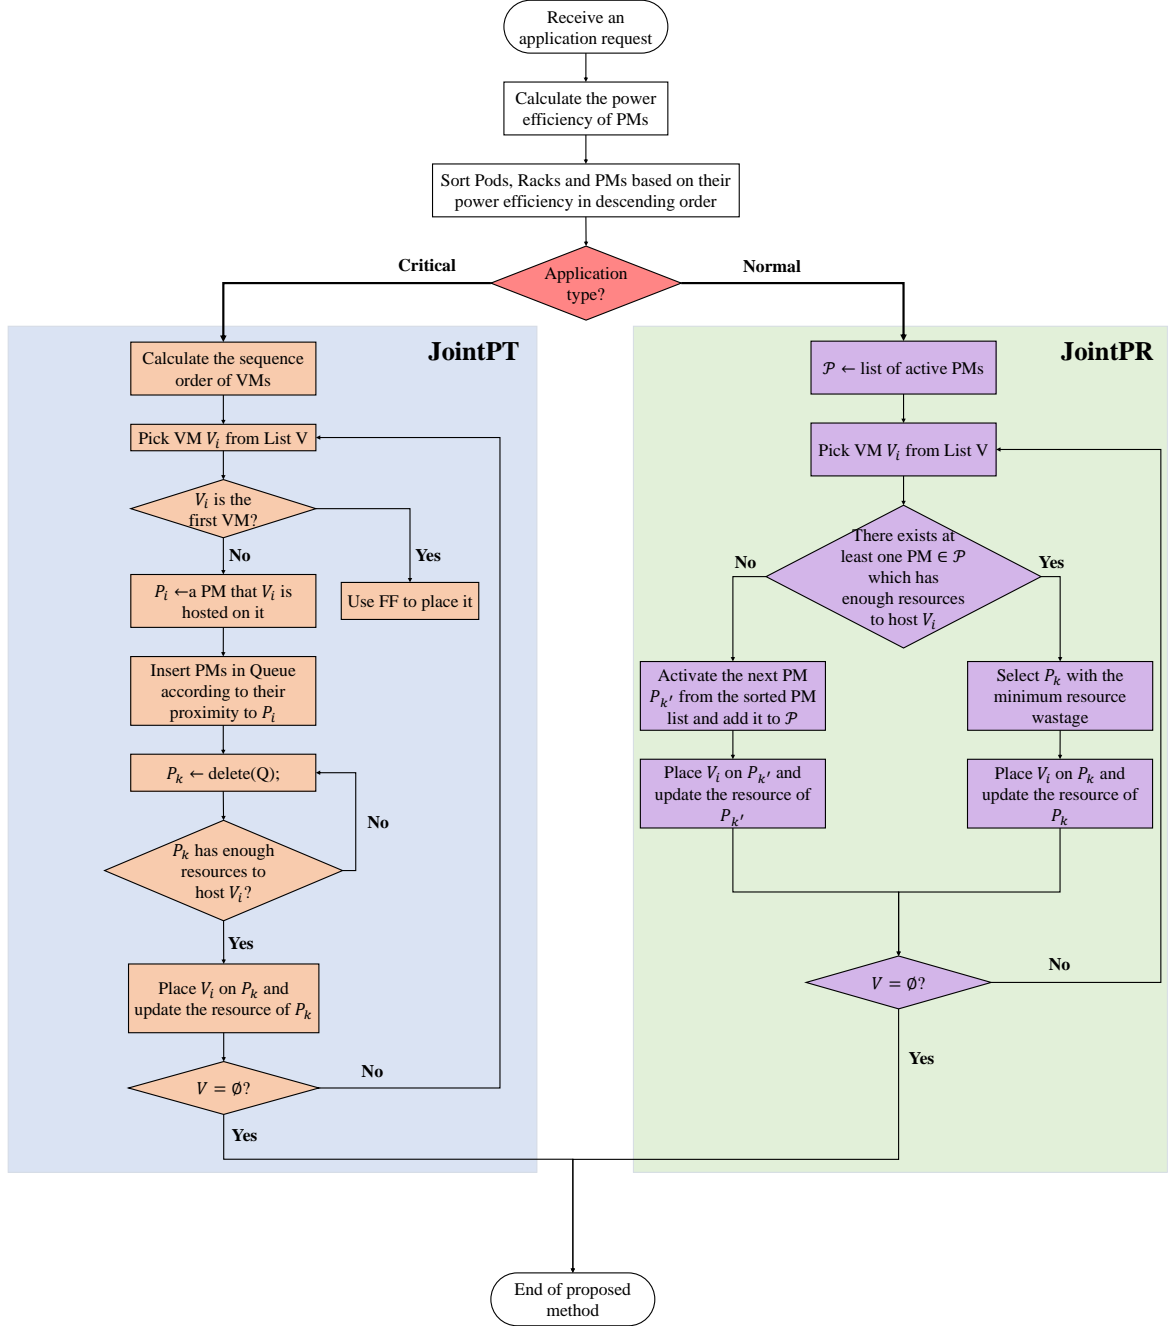 Receive an
application request
Calculate the power
efficiency of PMs
Sort Pods, Racks and PMs based on their
power efficiency in descending order
Application
type?
Critical
Normal
JointPT
Calculate the sequence
order of VMs
Pick VM V_i from List V
V_i is the
first VM?
No
Yes
P_i ←a PM that V_i is
hosted on it
Use FF to place it
Insert PMs in Queue
according to their
proximity to P_i
P_k ← delete(Q);
No
P_k has enough
resources to
host V_i?
Yes
Place V_i on P_k and
update the resource of P_k
V = ∅?
No
Yes
JointPR
𝒫 ← list of active PMs
Pick VM V_i from List V
There exists at
least one PM ∈ 𝒫
which has
enough resources
to host V_i
No
Yes
Activate the next PM
P_k′ from the sorted PM
list and add it to 𝒫
Select P_k with the
minimum resource
wastage
Place V_i on P_k′ and
update the resource of
P_k′
Place V_i on P_k and
update the resource of
P_k
V = ∅?
No
Yes
End of proposed
method